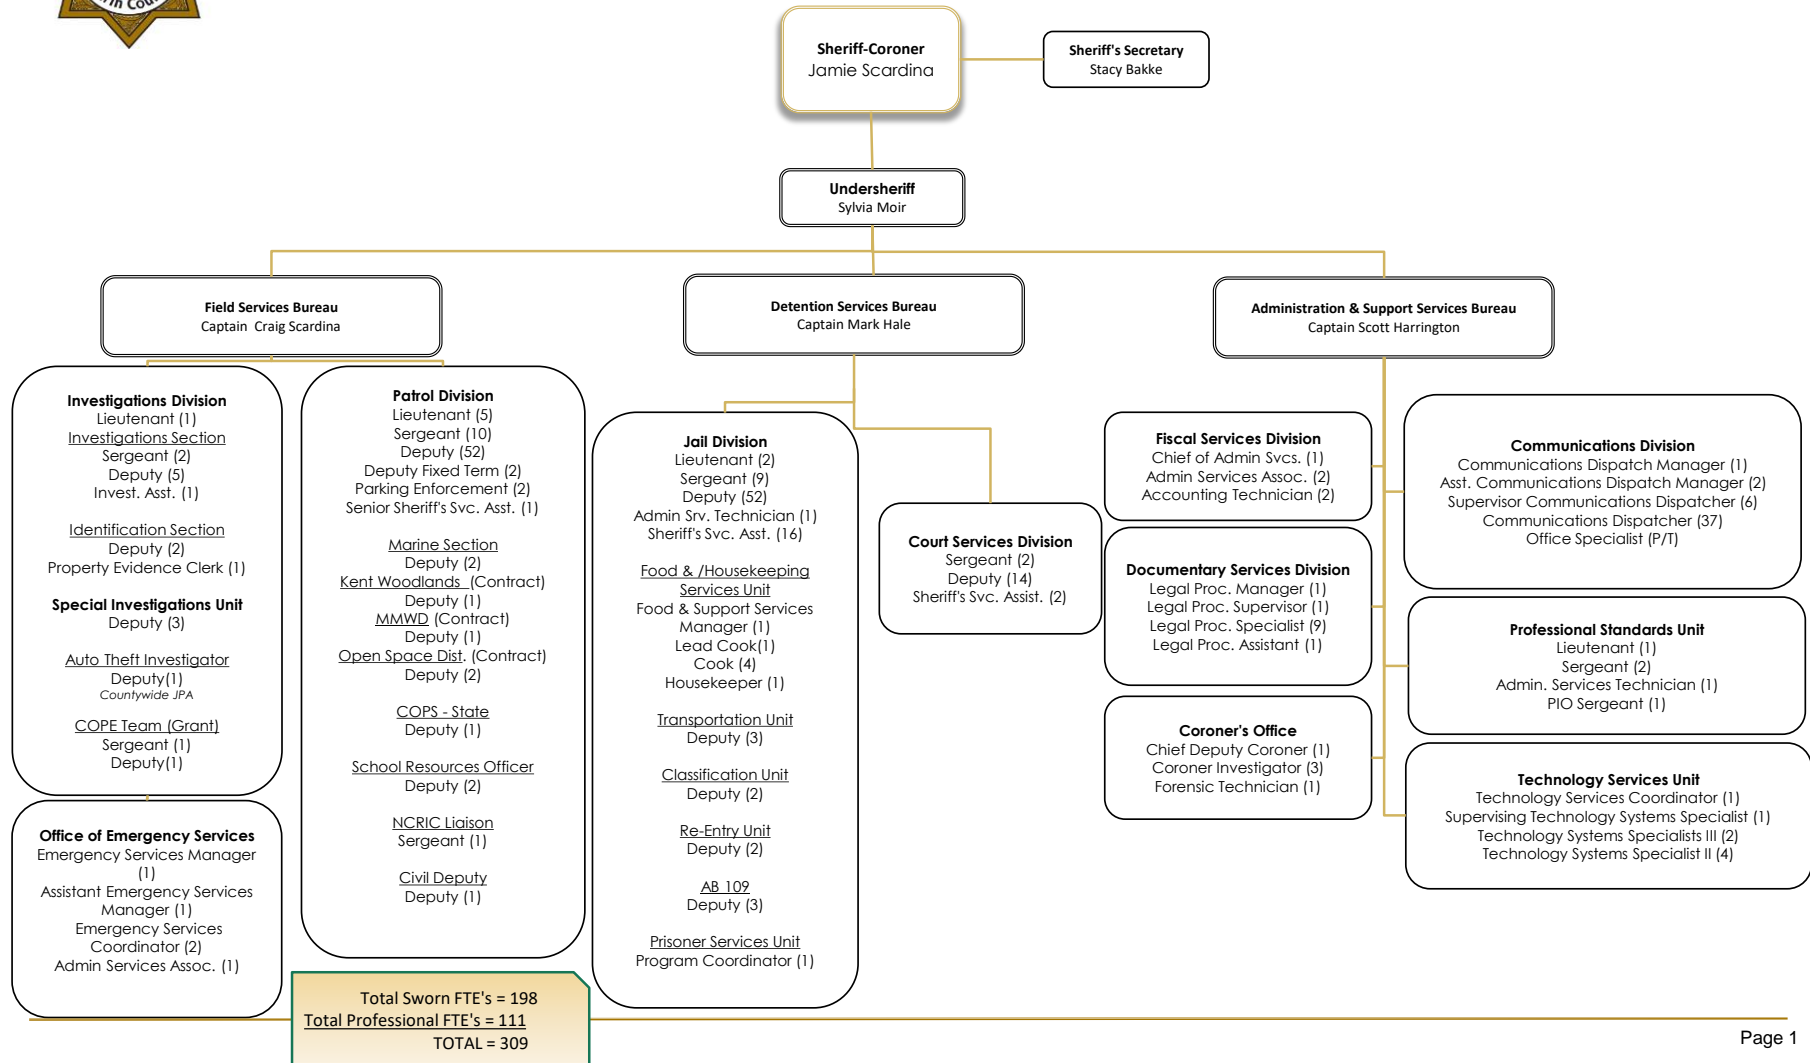 Sheriff-Coroner
Jamie Scardina
Sheriff's Secretary
Stacy Bakke
Undersheriff
Sylvia Moir
Field Services Bureau
Captain Craig Scardina
Detention Services Bureau
Captain Mark Hale
Administration & Support Services Bureau
Captain Scott Harrington
Investigations Division
Lieutenant (1)
Investigations Section
Sergeant (2)
Deputy (5)
Invest. Asst. (1)
Identification Section
Deputy (2)
Property Evidence Clerk (1)
Special Investigations Unit
Deputy (3)
Auto Theft Investigator
Deputy(1)
Countywide JPA
COPE Team (Grant)
Sergeant (1)
Deputy(1)
Office of Emergency Services
Emergency Services Manager
(1)
Assistant Emergency Services
Manager (1)
Emergency Services
Coordinator (2)
Admin Services Assoc. (1)
Patrol Division
Lieutenant (5)
Sergeant (10)
Deputy (52)
Deputy Fixed Term (2)
Parking Enforcement (2)
Senior Sheriff's Svc. Asst. (1)
Marine Section
Deputy (2)
Kent Woodlands (Contract)
Deputy (1)
MMWD (Contract)
Deputy (1)
Open Space Dist. (Contract)
Deputy (2)
COPS - State
Deputy (1)
School Resources Officer
Deputy (2)
NCRIC Liaison
Sergeant (1)
Civil Deputy
Deputy (1)
Jail Division
Lieutenant (2)
Sergeant (9)
Deputy (52)
Admin Srv. Technician (1)
Sheriff's Svc. Asst. (16)
Food & /Housekeeping
Services Unit
Food & Support Services
Manager (1)
Lead Cook(1)
Cook (4)
Housekeeper (1)
Transportation Unit
Deputy (3)
Classification Unit
Deputy (2)
Re-Entry Unit
Deputy (2)
AB 109
Deputy (3)
Prisoner Services Unit
Program Coordinator (1)
Court Services Division
Sergeant (2)
Deputy (14)
Sheriff's Svc. Assist. (2)
Fiscal Services Division
Chief of Admin Svcs. (1)
Admin Services Assoc. (2)
Accounting Technician (2)
Documentary Services Division
Legal Proc. Manager (1)
Legal Proc. Supervisor (1)
Legal Proc. Specialist (9)
Legal Proc. Assistant (1)
Coroner's Office
Chief Deputy Coroner (1)
Coroner Investigator (3)
Forensic Technician (1)
Communications Division
Communications Dispatch Manager (1)
Asst. Communications Dispatch Manager (2)
Supervisor Communications Dispatcher (6)
Communications Dispatcher (37)
Office Specialist (P/T)
Professional Standards Unit
Lieutenant (1)
Sergeant (2)
Admin. Services Technician (1)
PIO Sergeant (1)
Technology Services Unit
Technology Services Coordinator (1)
Supervising Technology Systems Specialist (1)
Technology Systems Specialists III (2)
Technology Systems Specialist II (4)
Total Sworn FTE's = 198
Total Professional FTE's = 111
TOTAL = 309
Page 1